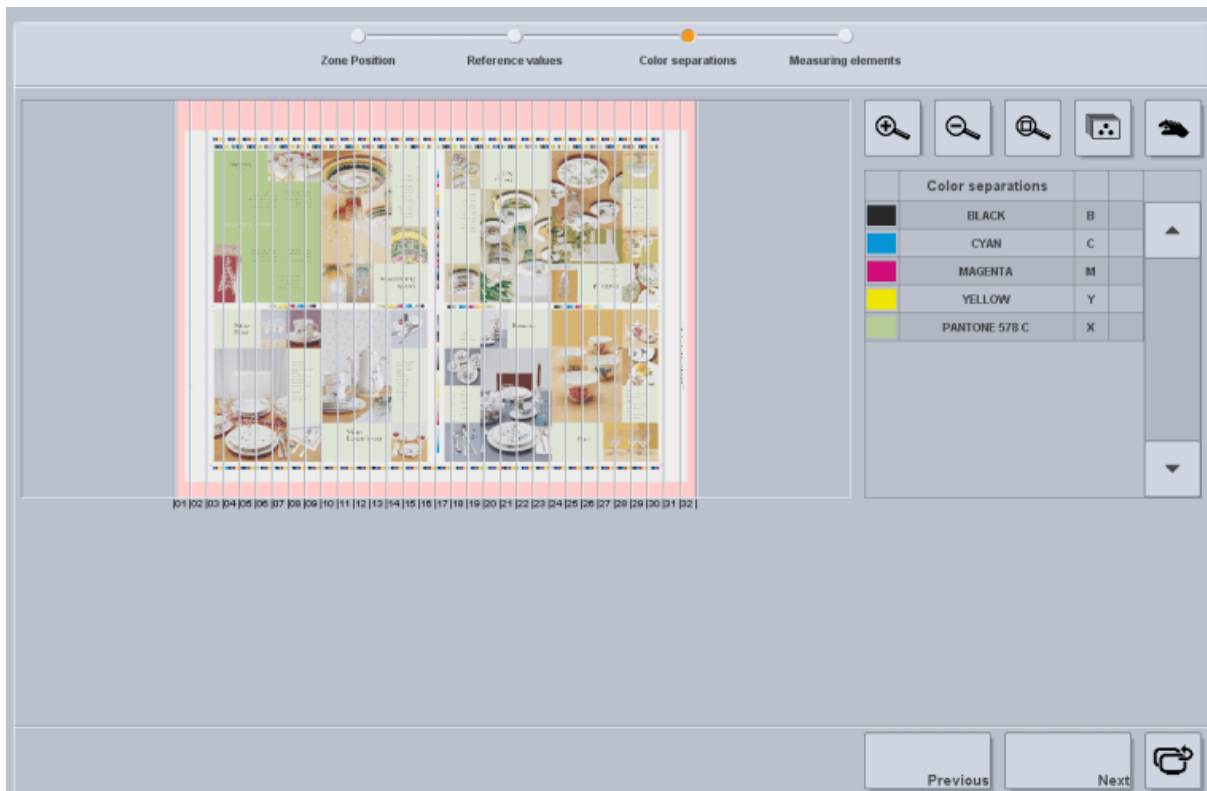 Zone Position
Reference values
Color separations
Measuring elements
Color separations
BLACK B
CYAN C
MAGENTA M
YELLOW Y
PANTONE 578 C X
|01 |02 |03 |04 |05 |06 |07 |08 |09 |10 |11 |12 |13 |14 |15 |16 |17 |18 |19 |20 |21 |22 |23 |24 |25 |26 |27 |28 |29 |30 |31 |32 |
Previous
Next